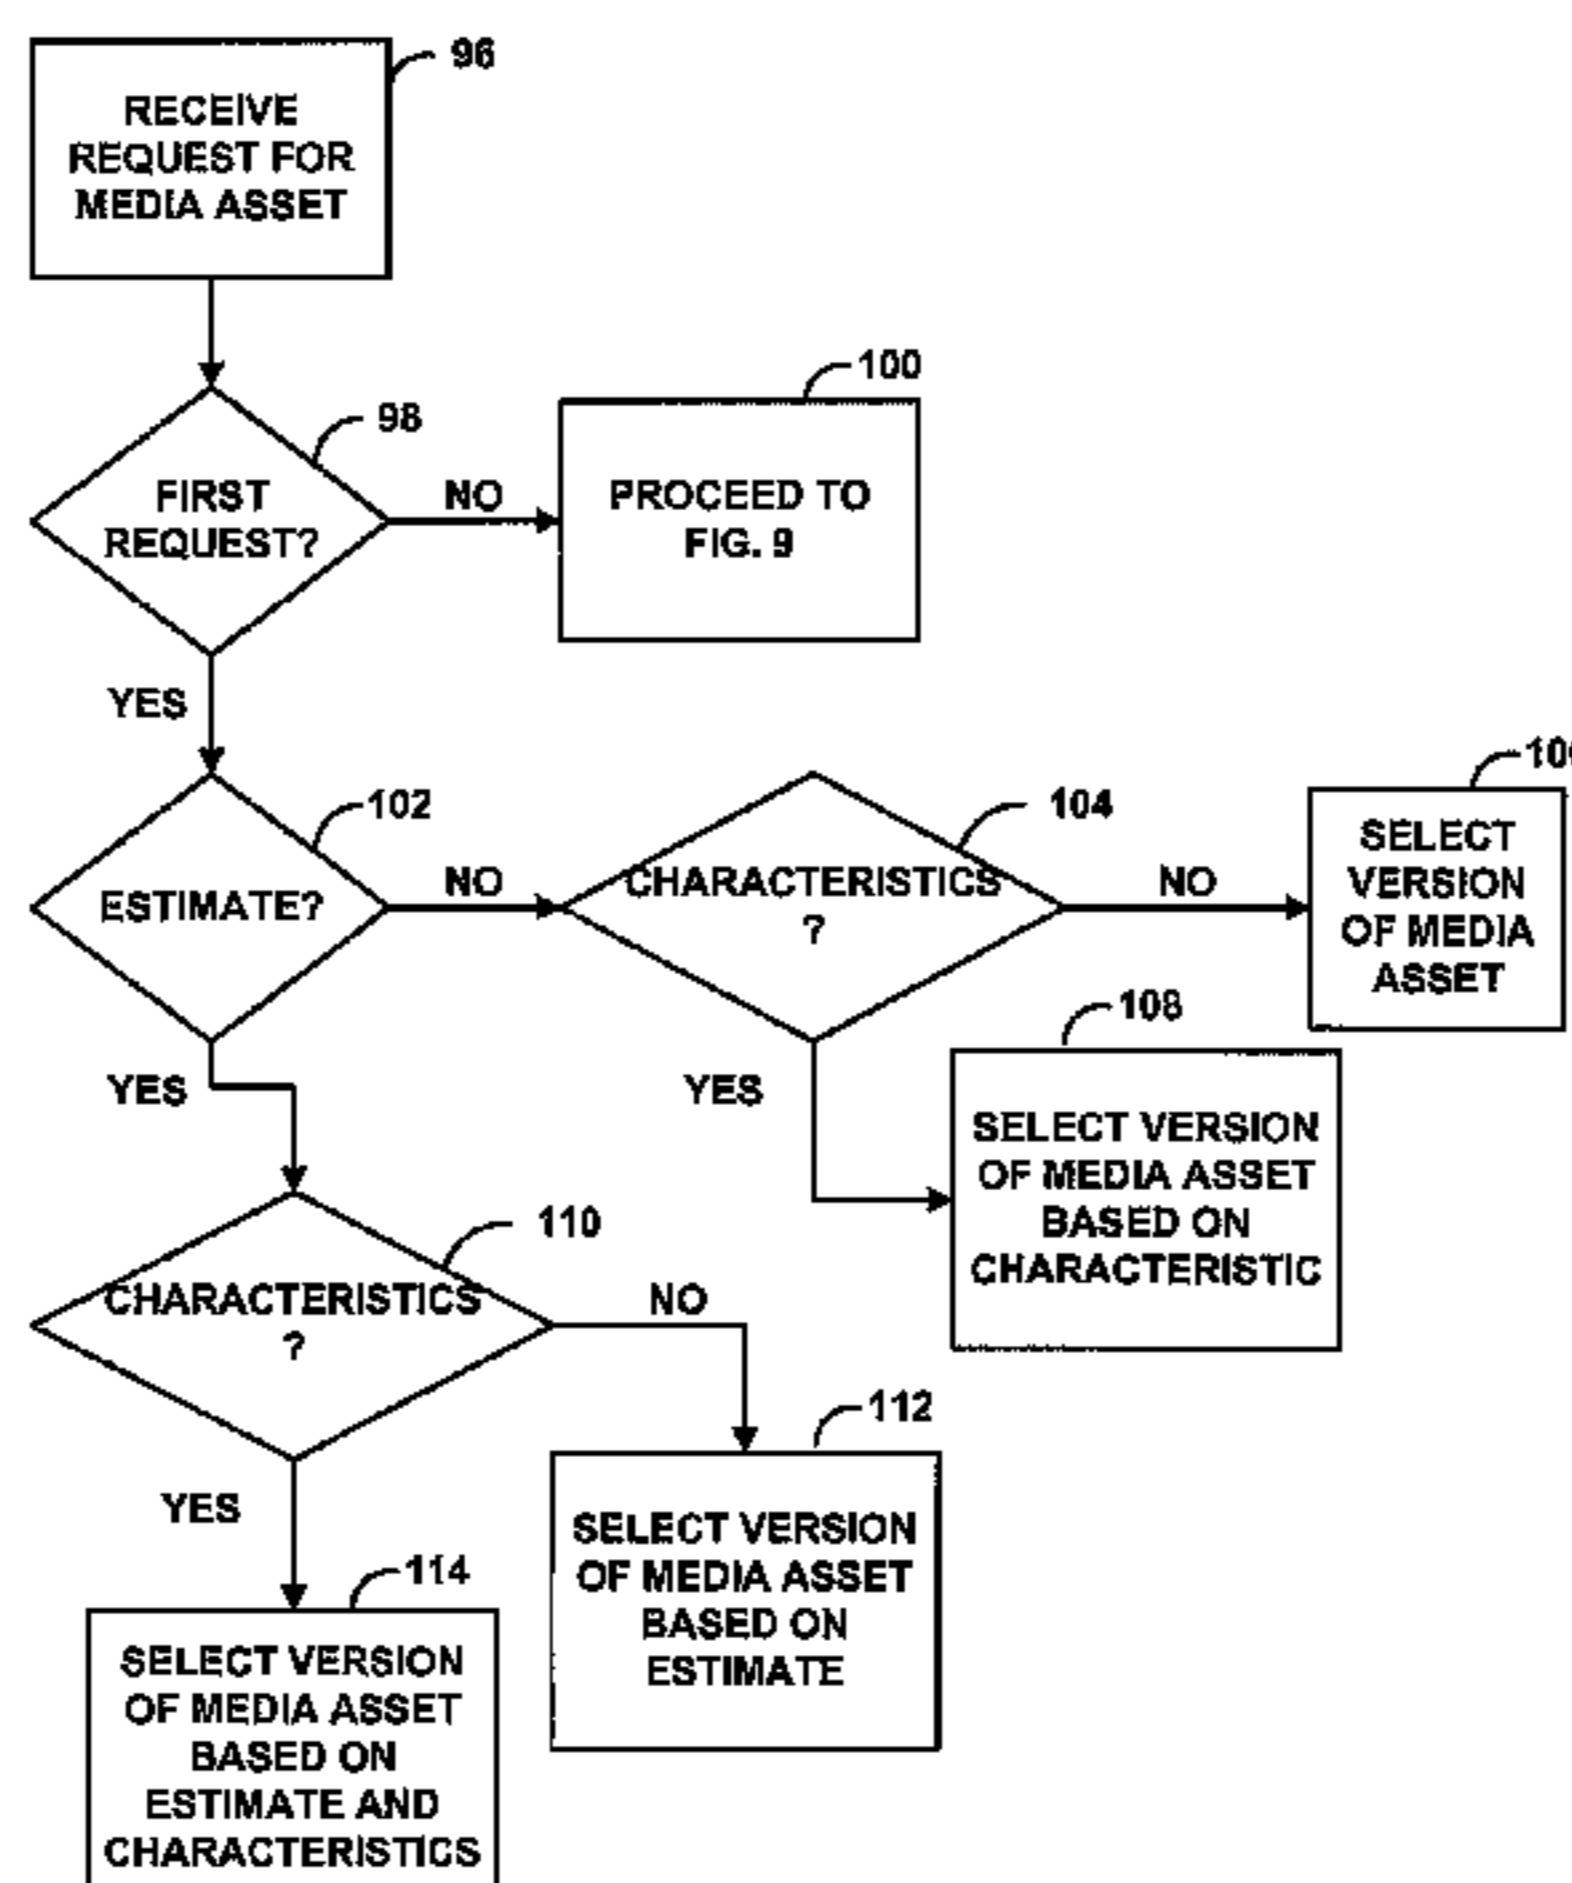 96
RECEIVE
REQUEST FOR
MEDIA ASSET
100
98
FIRST
REQUEST?
NO
PROCEED TO
FIG. 9
YES
102
ESTIMATE?
NO
104
CHARACTERISTICS
?
NO
SELECT
VERSION
OF MEDIA
ASSET
YES
YES
108
SELECT VERSION
OF MEDIA ASSET
BASED ON
CHARACTERISTIC
110
CHARACTERISTICS
?
NO
112
SELECT VERSION
OF MEDIA ASSET
BASED ON
ESTIMATE
YES
114
SELECT VERSION
OF MEDIA ASSET
BASED ON
ESTIMATE AND
CHARACTERISTICS